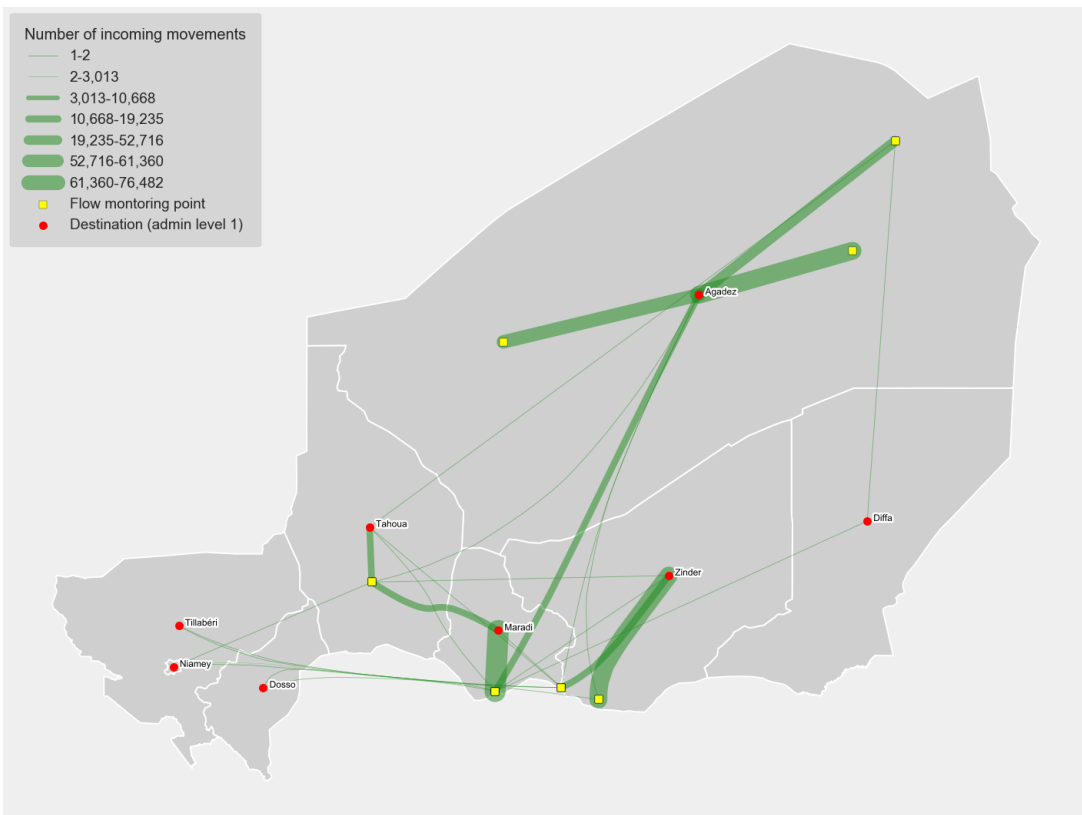 Number of incoming movements
1-2
2-3,013
3,013-10,668
10,668-19,235
19,235-52,716
52,716-61,360
61,360-76,482
Flow montoring point
Destination (admin level 1)
Agadez
Diffa
Tahoua
Zinder
Tillabéri
Maradi
Niamey
Dosso